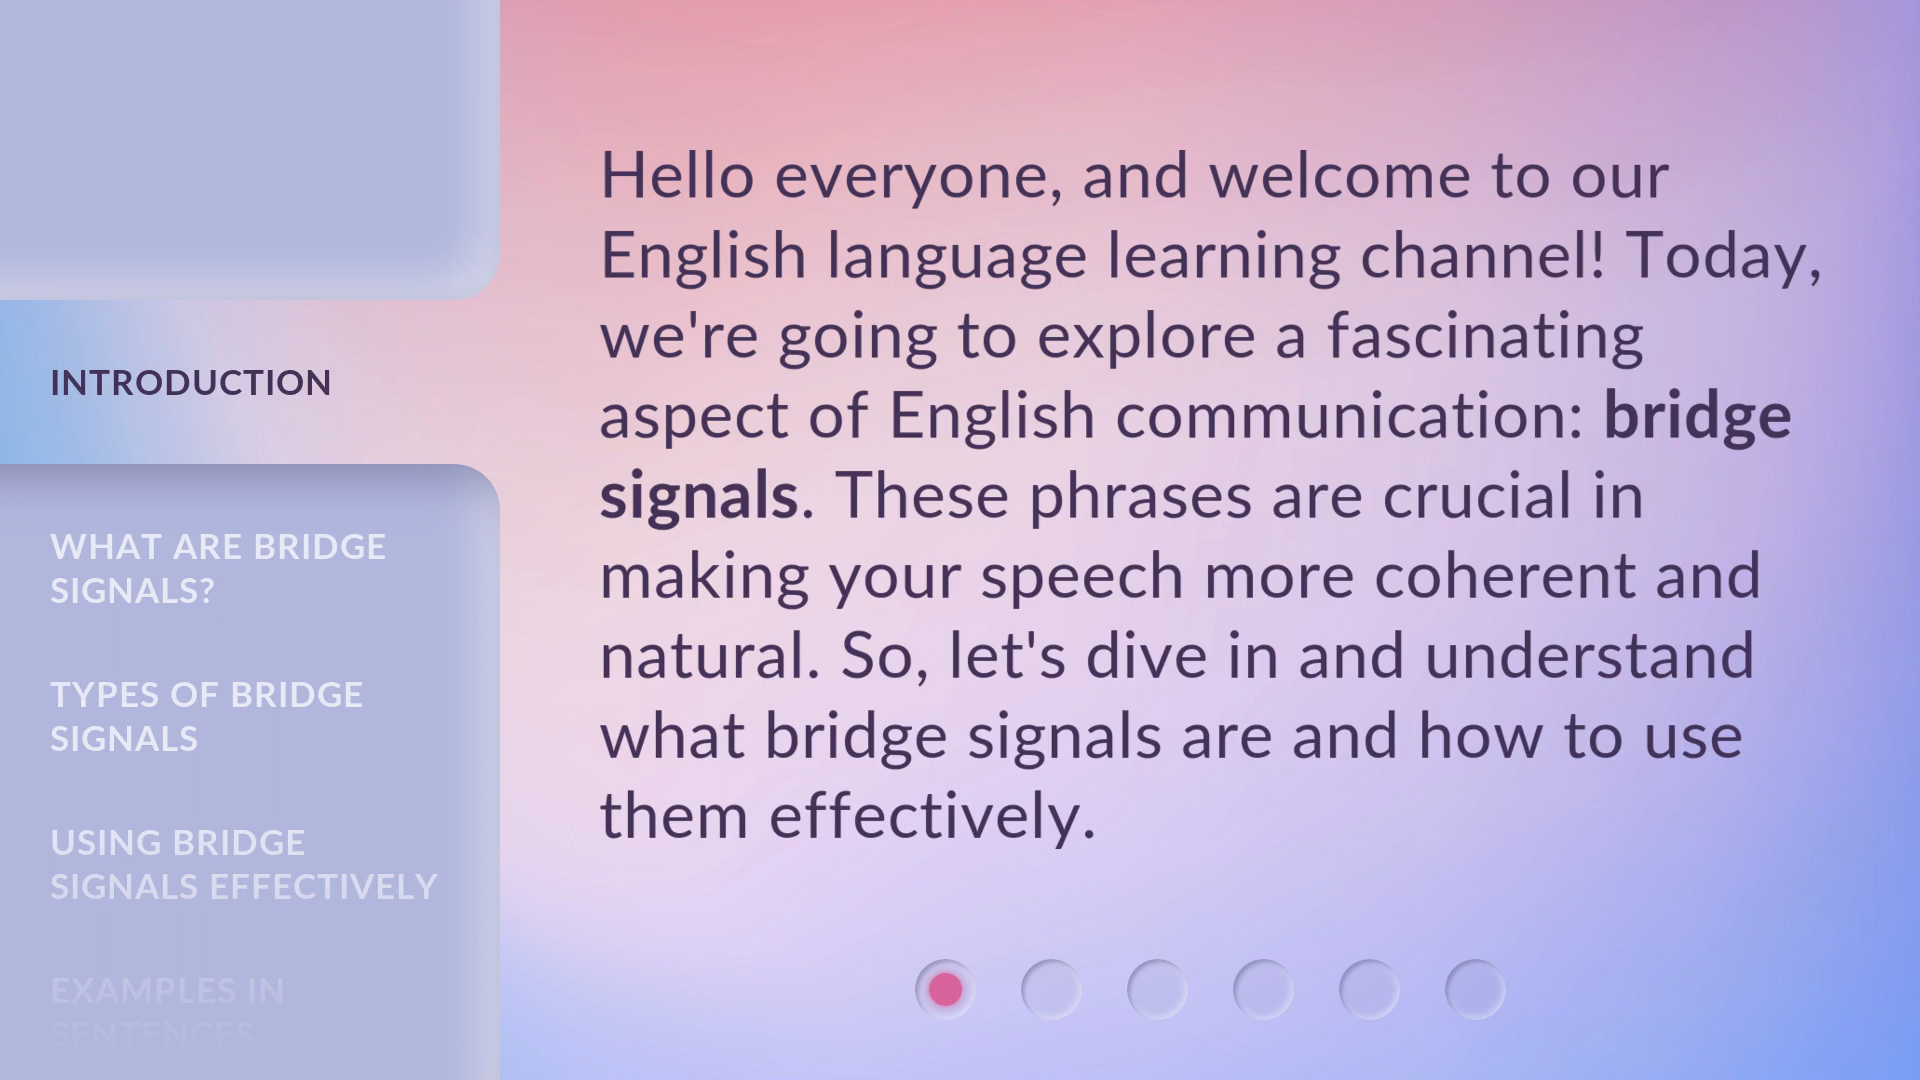 INTRODUCTION
WHAT ARE BRIDGE
SIGNALS?
TYPES OF BRIDGE
SIGNALS
USING BRIDGE
SIGNALS EFFECTIVELY
EXAMPLES IN
SENTENCES
Hello everyone, and welcome to our
English language learning channel! Today,
we're going to explore a fascinating
aspect of English communication: bridge
signals. These phrases are crucial in
making your speech more coherent and
natural. So, let's dive in and understand
what bridge signals are and how to use
them effectively.